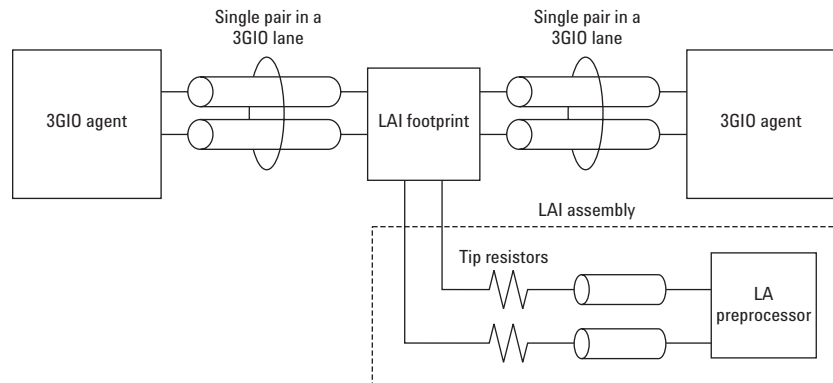 Single pair in a
3GIO lane
Single pair in a
3GIO lane
3GIO agent
LAI footprint
3GIO agent
LAI assembly
Tip resistors
LA
preprocessor